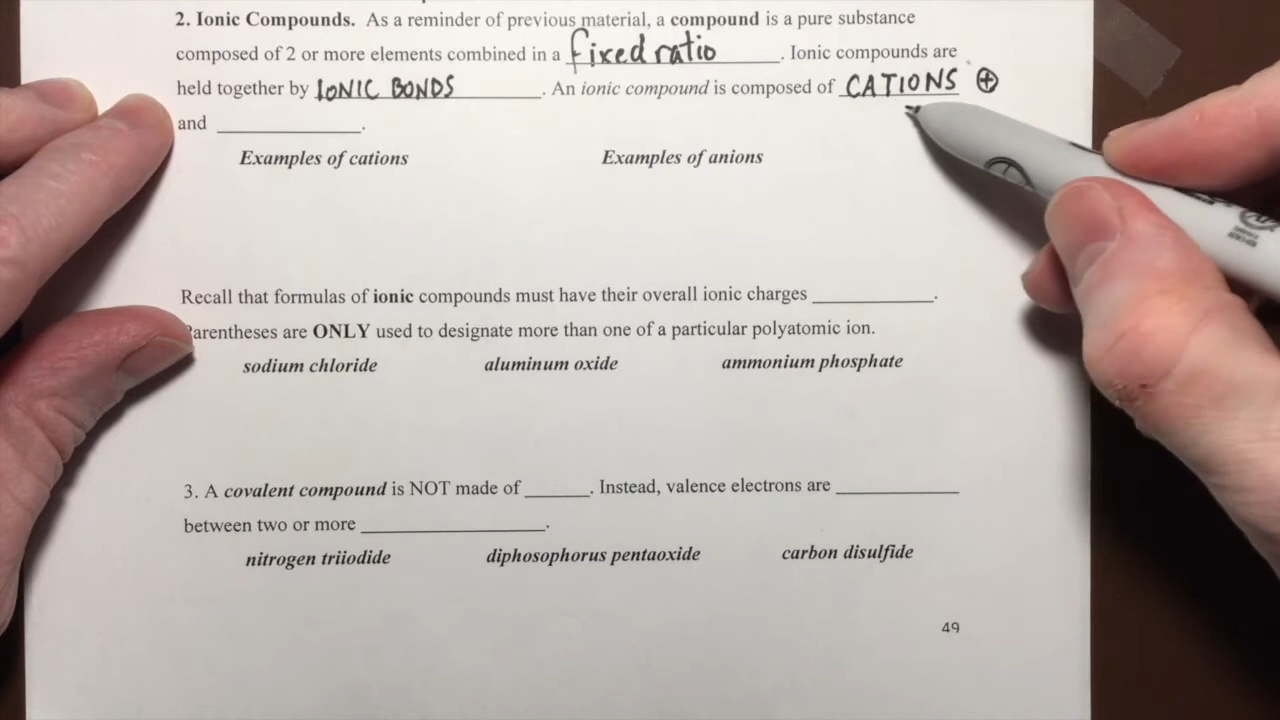 2. Ionic Compounds. As a reminder of previous material, a compound is a pure substance
composed of 2 or more elements combined in a fixed ratio. Ionic compounds are
held together by IONIC BONDS. An ionic compound is composed of CATIONS ⊕
and ____________.
Examples of cations Examples of anions
Recall that formulas of ionic compounds must have their overall ionic charges ____________.
Parentheses are ONLY used to designate more than one of a particular polyatomic ion.
sodium chloride aluminum oxide ammonium phosphate
3. A covalent compound is NOT made of ______. Instead, valence electrons are ____________
between two or more __________________.
nitrogen triiodide diphosophorus pentaoxide carbon disulfide
49